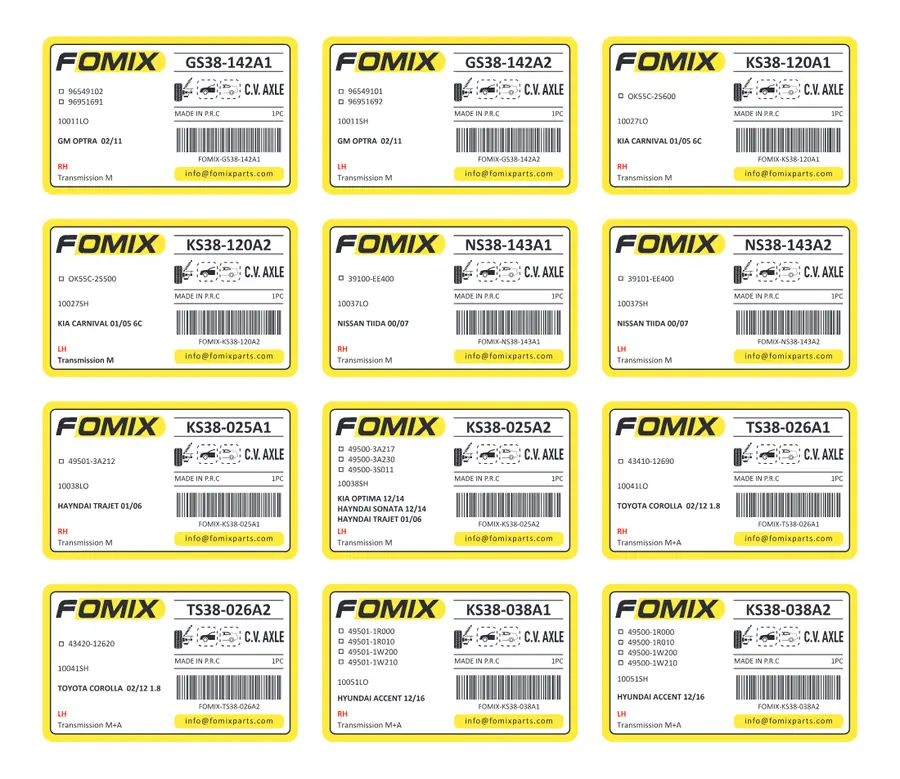 FOMIX
GS38-142A1
96549102
96951691
C.V. AXLE
MADE IN P.R.C 1PC
10011LO
GM OPTRA 02/11
FOMIX-GS38-142A1
RH
Transmission M
info@fomixparts.com
FOMIX
GS38-142A2
96549101
96951692
C.V. AXLE
MADE IN P.R.C 1PC
10011SH
GM OPTRA 02/11
FOMIX-GS38-142A2
LH
Transmission M
info@fomixparts.com
FOMIX
KS38-120A1
OK55C-25600
C.V. AXLE
MADE IN P.R.C 1PC
10027LO
KIA CARNIVAL 01/05 6C
FOMIX-KS38-120A1
RH
Transmission M
info@fomixparts.com
FOMIX
KS38-120A2
OK55C-25500
C.V. AXLE
MADE IN P.R.C 1PC
10027SH
KIA CARNIVAL 01/05 6C
FOMIX-KS38-120A2
LH
Transmission M
info@fomixparts.com
FOMIX
NS38-143A1
39100-EE400
C.V. AXLE
MADE IN P.R.C 1PC
10037LO
NISSAN TIIDA 00/07
FOMIX-NS38-143A1
RH
Transmission M
info@fomixparts.com
FOMIX
NS38-143A2
39101-EE400
C.V. AXLE
MADE IN P.R.C 1PC
10037SH
NISSAN TIIDA 00/07
FOMIX-NS38-143A2
LH
Transmission M
info@fomixparts.com
FOMIX
KS38-025A1
49501-3A212
C.V. AXLE
MADE IN P.R.C 1PC
10038LO
HAYNDAI TRAJET 01/06
FOMIX-KS38-025A1
RH
Transmission M
info@fomixparts.com
FOMIX
KS38-025A2
49500-3A217
49500-3A230
49500-3S011
C.V. AXLE
MADE IN P.R.C 1PC
10038SH
KIA OPTIMA 12/14
HAYNDAI SONATA 12/14
HAYNDAI TRAJET 01/06
FOMIX-KS38-025A2
LH
Transmission M
info@fomixparts.com
FOMIX
TS38-026A1
43410-12690
C.V. AXLE
MADE IN P.R.C 1PC
10041LO
TOYOTA COROLLA 02/12 1.8
FOMIX-TS38-026A1
RH
Transmission M+A
info@fomixparts.com
FOMIX
TS38-026A2
43420-12620
C.V. AXLE
MADE IN P.R.C 1PC
10041SH
TOYOTA COROLLA 02/12 1.8
FOMIX-TS38-026A2
LH
Transmission M+A
info@fomixparts.com
FOMIX
KS38-038A1
49501-1R000
49501-1R010
49501-1W200
49501-1W210
C.V. AXLE
MADE IN P.R.C 1PC
10051LO
HYUNDAI ACCENT 12/16
FOMIX-KS38-038A1
RH
Transmission M+A
info@fomixparts.com
FOMIX
KS38-038A2
49500-1R000
49500-1R010
49500-1W200
49500-1W210
C.V. AXLE
MADE IN P.R.C 1PC
10051SH
HYUNDAI ACCENT 12/16
FOMIX-KS38-038A2
LH
Transmission M+A
info@fomixparts.com